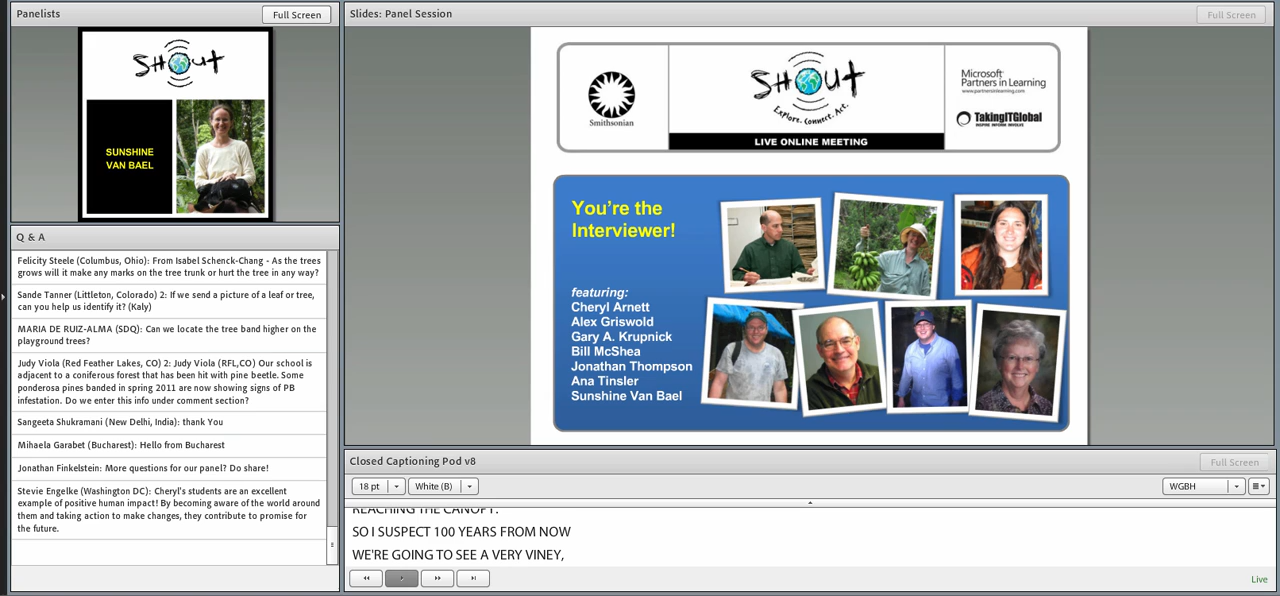 Panelists
Full Screen
SHOUT
SUNSHINE
VAN BAEL
Q & A
Felicity Steele (Columbus, Ohio): From Isabel Schenck-Chang - As the trees
grows will it make any marks on the tree trunk or hurt the tree in any way?
Sande Tanner (Littleton, Colorado) 2: If we send a picture of a leaf or tree,
can you help us identify it? (Kaly)
MARIA DE RUIZ-ALMA (SDQ): Can we locate the tree band higher on the
playground trees?
Judy Viola (Red Feather Lakes, CO) 2: Judy Viola (RFL,CO) Our school is
adjacent to a coniferous forest that has been hit with pine beetle. Some
ponderosa pines banded in spring 2011 are now showing signs of PB
infestation. Do we enter this info under comment section?
Sangeeta Shukramani (New Delhi, India): thank You
Mihaela Garabet (Bucharest): Hello from Bucharest
Jonathan Finkelstein: More questions for our panel? Do share!
Stevie Engelke (Washington DC): Cheryl's students are an excellent
example of positive human impact! By becoming aware of the world around
them and taking action to make changes, they contribute to promise for
the future.
Slides: Panel Session
Full Screen
Smithsonian
SHOUT
Explore. Connect. Act.
LIVE ONLINE MEETING
Microsoft
Partners in Learning
www.partnersinlearning.com
TakingITGlobal
INSPIRE INFORM INVOLVE
You're the
Interviewer!
featuring:
Cheryl Arnett
Alex Griswold
Gary A. Krupnick
Bill McShea
Jonathan Thompson
Ana Tinsler
Sunshine Van Bael
Closed Captioning Pod v8
Full Screen
18 pt
White (B)
WGBH
REACHING THE CANOPY.
SO I SUSPECT 100 YEARS FROM NOW
WE'RE GOING TO SEE A VERY VINEY,
Live